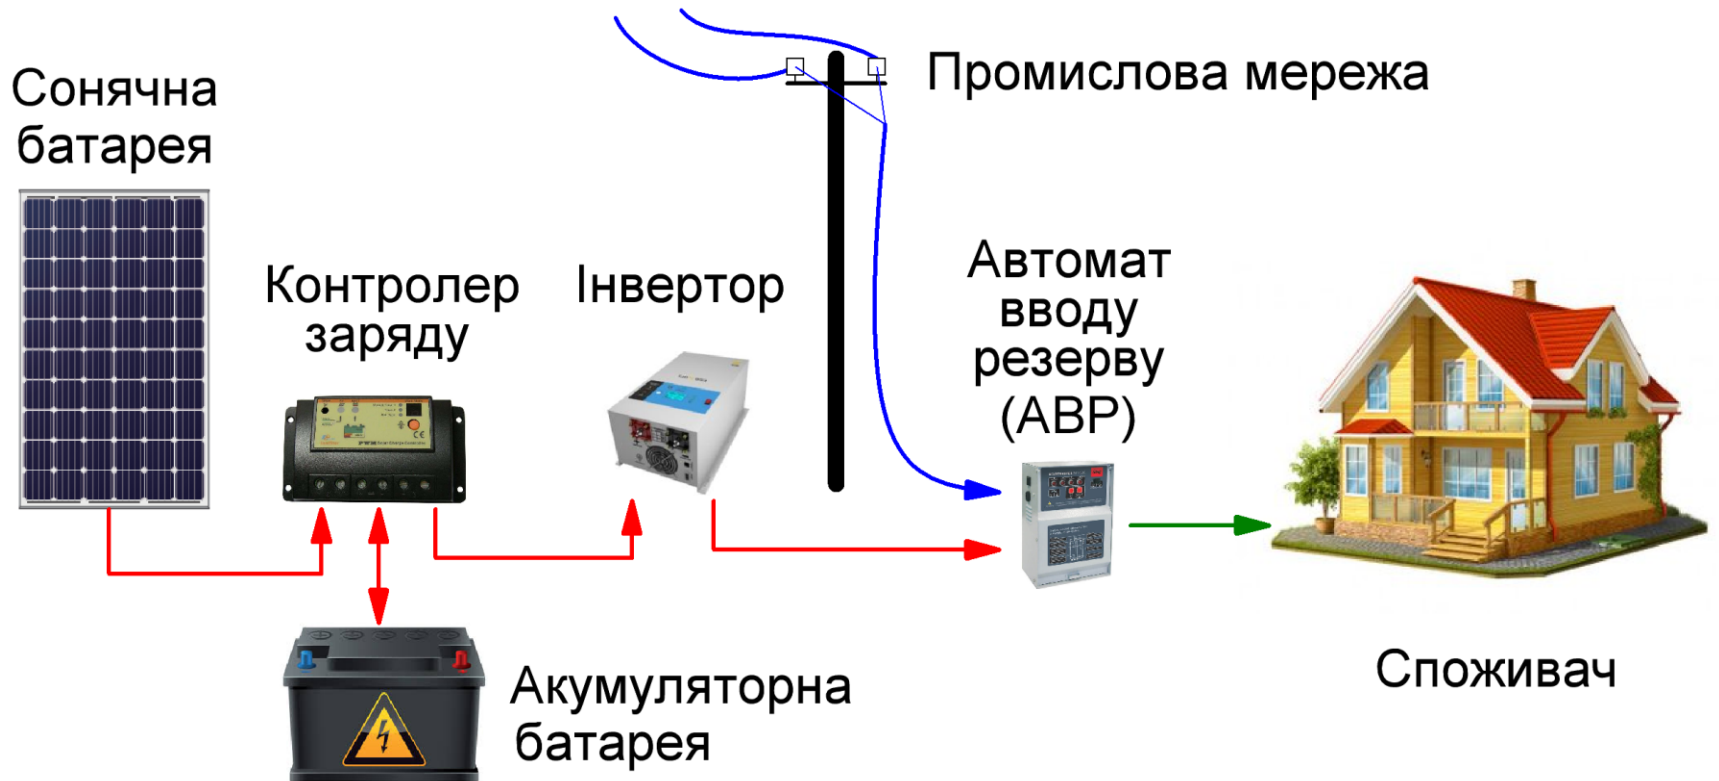 Сонячна
батарея
Контролер
заряду
Інвертор
Промислова мережа
Автомат
вводу
резерву
(АВР)
Акумуляторна
батарея
Споживач